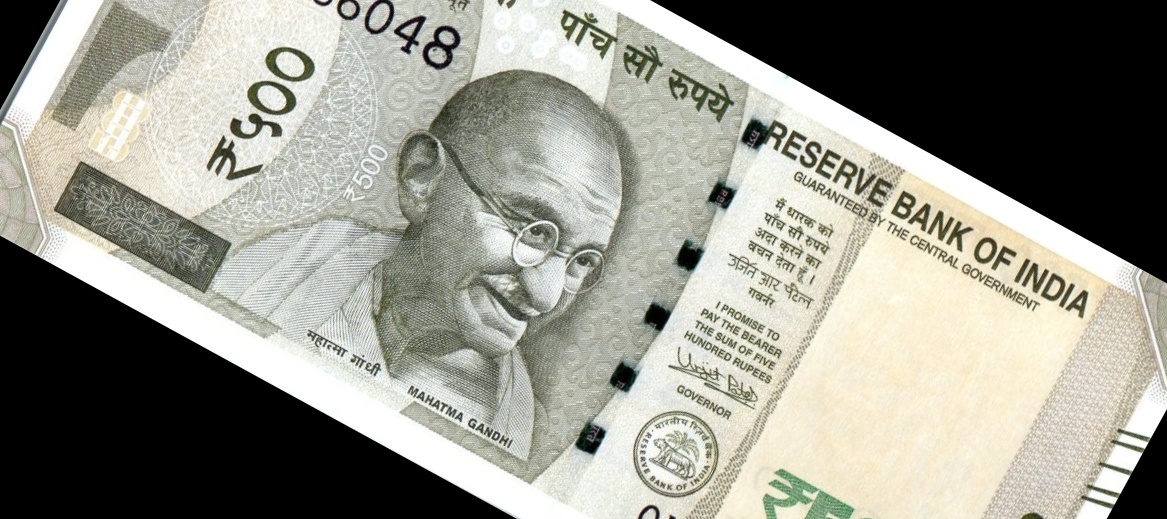 6048
पाँच सौ रुपये
₹५००
₹500
RESERVE BANK OF INDIA
GUARANTEED BY THE CENTRAL GOVERNMENT
मैं धारक को
पाँच सौ रुपये
अदा करने का
वचन देता हूँ।
उर्जित आर पटेल
गवर्नर
I PROMISE TO
PAY THE BEARER
THE SUM OF FIVE
HUNDRED RUPEES
Urjit Patel
GOVERNOR
महात्मा गांधी
MAHATMA GANDHI
भारतीय रिज़र्व बैंक
RESERVE BANK OF INDIA